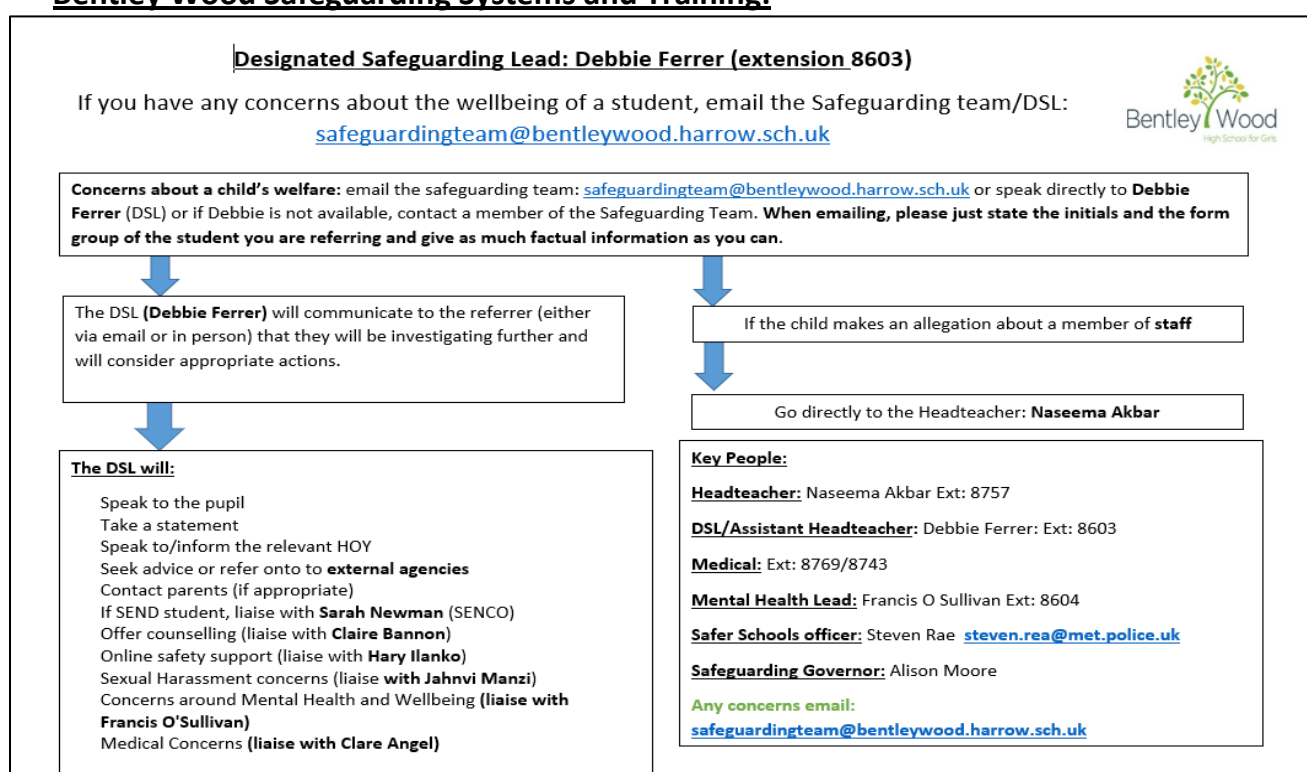 Bentley Wood Safeguarding Systems and Training:
Designated Safeguarding Lead: Debbie Ferrer (extension 8603)
If you have any concerns about the wellbeing of a student, email the Safeguarding team/DSL:
safeguardingteam@bentleywood.harrow.sch.uk
Bentley Wood
High School for Girls
Concerns about a child's welfare: email the safeguarding team: safeguardingteam@bentleywood.harrow.sch.uk or speak directly to Debbie
Ferrer (DSL) or if Debbie is not available, contact a member of the Safeguarding Team. When emailing, please just state the initials and the form
group of the student you are referring and give as much factual information as you can.
The DSL (Debbie Ferrer) will communicate to the referrer (either
via email or in person) that they will be investigating further and
will consider appropriate actions.
If the child makes an allegation about a member of staff
Go directly to the Headteacher: Naseema Akbar
The DSL will:
Speak to the pupil
Take a statement
Speak to/inform the relevant HOY
Seek advice or refer onto to external agencies
Contact parents (if appropriate)
If SEND student, liaise with Sarah Newman (SENCO)
Offer counselling (liaise with Claire Bannon)
Online safety support (liaise with Hary Ilanko)
Sexual Harassment concerns (liaise with Jahnvi Manzi)
Concerns around Mental Health and Wellbeing (liaise with
Francis O'Sullivan)
Medical Concerns (liaise with Clare Angel)
Key People:
Headteacher: Naseema Akbar Ext: 8757
DSL/Assistant Headteacher: Debbie Ferrer: Ext: 8603
Medical: Ext: 8769/8743
Mental Health Lead: Francis O Sullivan Ext: 8604
Safer Schools officer: Steven Rae steven.rea@met.police.uk
Safeguarding Governor: Alison Moore
Any concerns email:
safeguardingteam@bentleywood.harrow.sch.uk